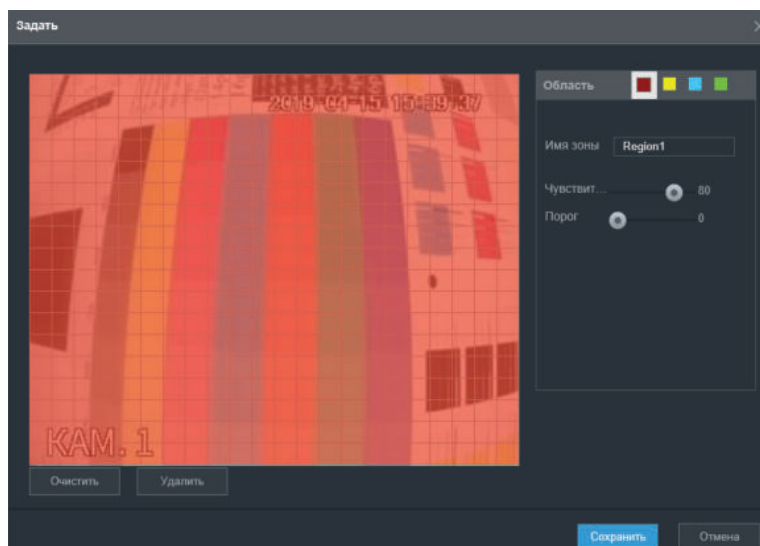 Задать
2019-04-15 15:39:37
КАМ.1
Область
Имя зоны Region1
Чувствит... 80
Порог 0
Очистить Удалить
Сохранить Отмена